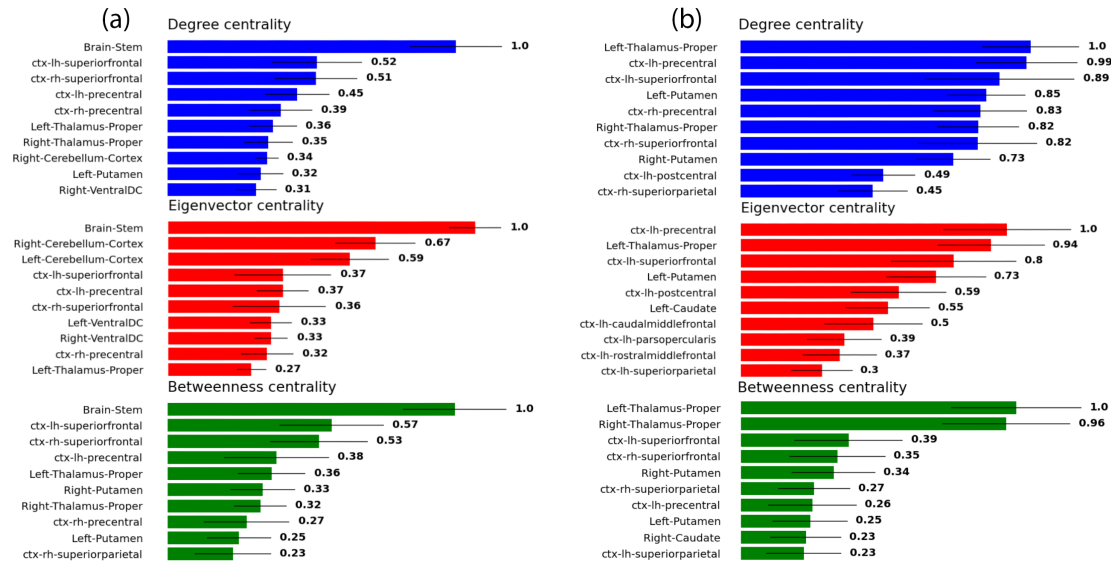 (a)
Degree centrality
Brain-Stem 1.0
ctx-lh-superiorfrontal 0.52
ctx-rh-superiorfrontal 0.51
ctx-lh-precentral 0.45
ctx-rh-precentral 0.39
Left-Thalamus-Proper 0.36
Right-Thalamus-Proper 0.35
Right-Cerebellum-Cortex 0.34
Left-Putamen 0.32
Right-VentralDC 0.31
Eigenvector centrality
Brain-Stem 1.0
Right-Cerebellum-Cortex 0.67
Left-Cerebellum-Cortex 0.59
ctx-lh-superiorfrontal 0.37
ctx-lh-precentral 0.37
ctx-rh-superiorfrontal 0.36
Left-VentralDC 0.33
Right-VentralDC 0.33
ctx-rh-precentral 0.32
Left-Thalamus-Proper 0.27
Betweenness centrality
Brain-Stem 1.0
ctx-lh-superiorfrontal 0.57
ctx-rh-superiorfrontal 0.53
ctx-lh-precentral 0.38
Left-Thalamus-Proper 0.36
Right-Putamen 0.33
Right-Thalamus-Proper 0.32
ctx-rh-precentral 0.27
Left-Putamen 0.25
ctx-rh-superiorparietal 0.23
(b)
Degree centrality
Left-Thalamus-Proper 1.0
ctx-lh-precentral 0.99
ctx-lh-superiorfrontal 0.89
Left-Putamen 0.85
ctx-rh-precentral 0.83
Right-Thalamus-Proper 0.82
ctx-rh-superiorfrontal 0.82
Right-Putamen 0.73
ctx-lh-postcentral 0.49
ctx-rh-superiorparietal 0.45
Eigenvector centrality
ctx-lh-precentral 1.0
Left-Thalamus-Proper 0.94
ctx-lh-superiorfrontal 0.8
Left-Putamen 0.73
ctx-lh-postcentral 0.59
Left-Caudate 0.55
ctx-lh-caudalmiddlefrontal 0.5
ctx-lh-parsopercularis 0.39
ctx-lh-rostralmiddlefrontal 0.37
ctx-lh-superiorparietal 0.3
Betweenness centrality
Left-Thalamus-Proper 1.0
Right-Thalamus-Proper 0.96
ctx-lh-superiorfrontal 0.39
ctx-rh-superiorfrontal 0.35
Right-Putamen 0.34
ctx-rh-superiorparietal 0.27
ctx-lh-precentral 0.26
Left-Putamen 0.25
Right-Caudate 0.23
ctx-lh-superiorparietal 0.23